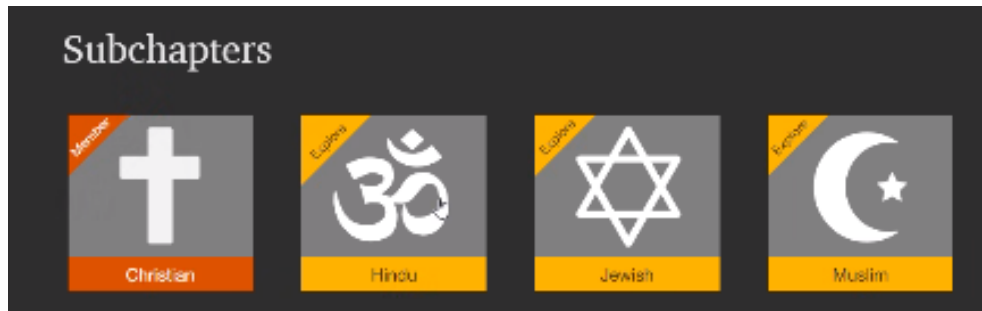 Subchapters
Member
Explore
Explore
Explore
Christian
Hindu
Jewish
Muslim